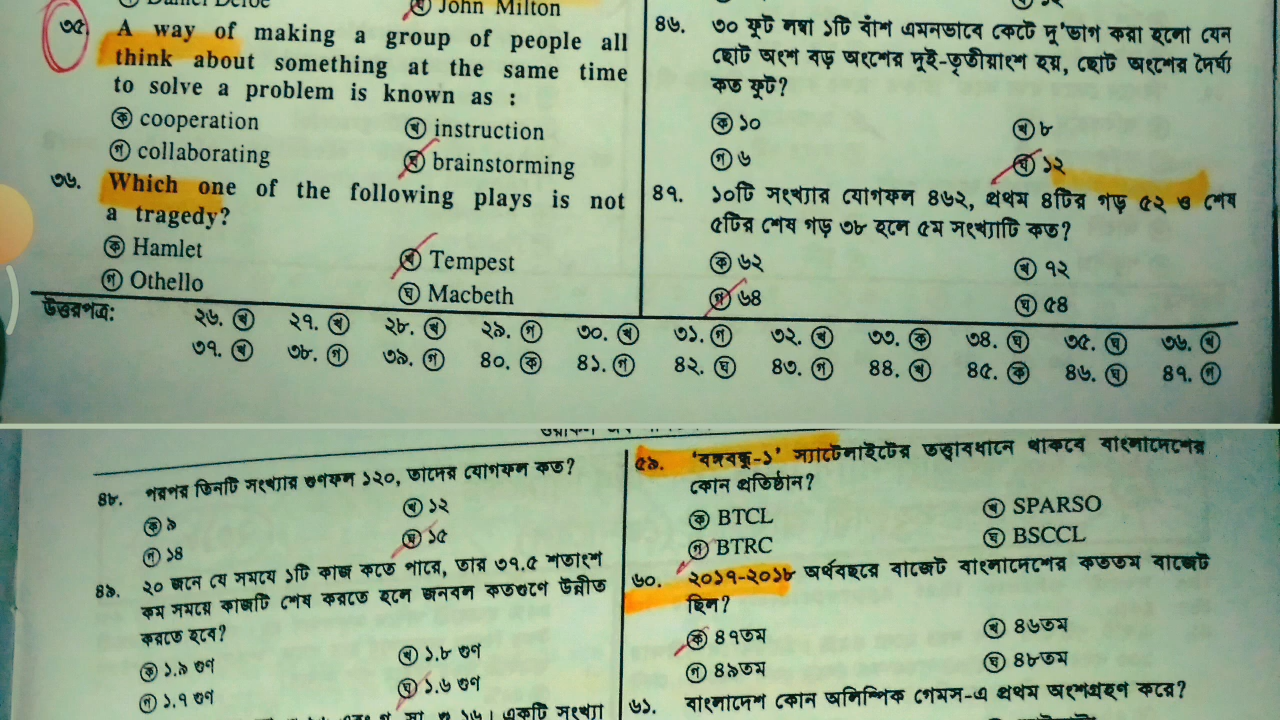 John Milton
৩৫. A way of making a group of people all
think about something at the same time
to solve a problem is known as :
ক cooperation
খ instruction
গ collaborating
ঘ brainstorming
৩৬. Which one of the following plays is not
a tragedy?
ক Hamlet
খ Tempest
গ Othello
ঘ Macbeth
৪৬. ৩০ ফুট লম্বা ১টি বাঁশ এমনভাবে কেটে দু'ভাগ করা হলো যেন
ছোট অংশ বড় অংশের দুই-তৃতীয়াংশ হয়, ছোট অংশের দৈর্ঘ্য
কত ফুট?
ক ১০
খ ৮
গ ৬
ঘ ১২
৪৭. ১০টি সংখ্যার যোগফল ৪৬২, প্রথম ৪টির গড় ৫২ ও শেষ
৫টির শেষ গড় ৩৮ হলে ৫ম সংখ্যাটি কত?
ক ৬২
খ ৭২
গ ৬৪
ঘ ৫৪
উত্তরপত্র:
২৬. খ ২৭. খ ২৮. খ ২৯. গ ৩০. খ ৩১. গ ৩২. খ ৩৩. ক ৩৪. ঘ ৩৫. ঘ ৩৬. খ
৩৭. খ ৩৮. গ ৩৯. গ ৪০. ক ৪১. গ ৪২. ঘ ৪৩. গ ৪৪. খ ৪৫. ক ৪৬. ঘ ৪৭. গ
৪৮. পরপর তিনটি সংখ্যার গুণফল ১২০, তাদের যোগফল কত?
ক ৯
খ ১২
গ ১৪
ঘ ১৫
৪৯. ২০ জনে যে সময়ে ১টি কাজ কতে পারে, তার ৩৭.৫ শতাংশ
কম সময়ে কাজটি শেষ করতে হলে জনবল কতগুণে উন্নীত
করতে হবে?
ক ১.৯ গুণ
খ ১.৮ গুণ
গ ১.৭ গুণ
ঘ ১.৬ গুণ
১৬। একটি সংখ্যা
৫৯. 'বঙ্গবন্ধু-১' স্যাটেলাইটের তত্ত্বাবধানে থাকবে বাংলাদেশের
কোন প্রতিষ্ঠান?
ক BTCL
খ SPARSO
গ BTRC
ঘ BSCCL
৬০. ২০১৭-২০১৮ অর্থবছরে বাজেট বাংলাদেশের কততম বাজেট
ছিল?
ক ৪৭তম
খ ৪৬তম
গ ৪৯তম
ঘ ৪৮তম
৬১. বাংলাদেশ কোন অলিম্পিক গেমস-এ প্রথম অংশগ্রহণ করে?